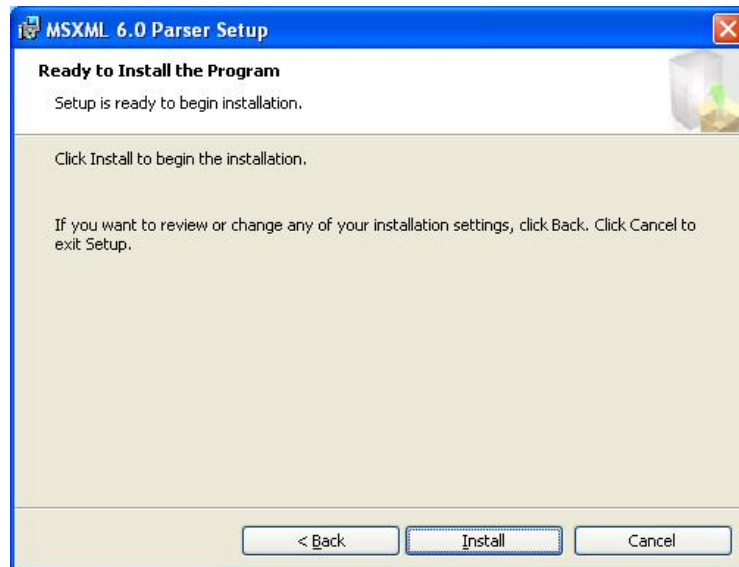 MSXML 6.0 Parser Setup
Ready to Install the Program
Setup is ready to begin installation.
Click Install to begin the installation.
If you want to review or change any of your installation settings, click Back. Click Cancel to
exit Setup.
< Back
Install
Cancel